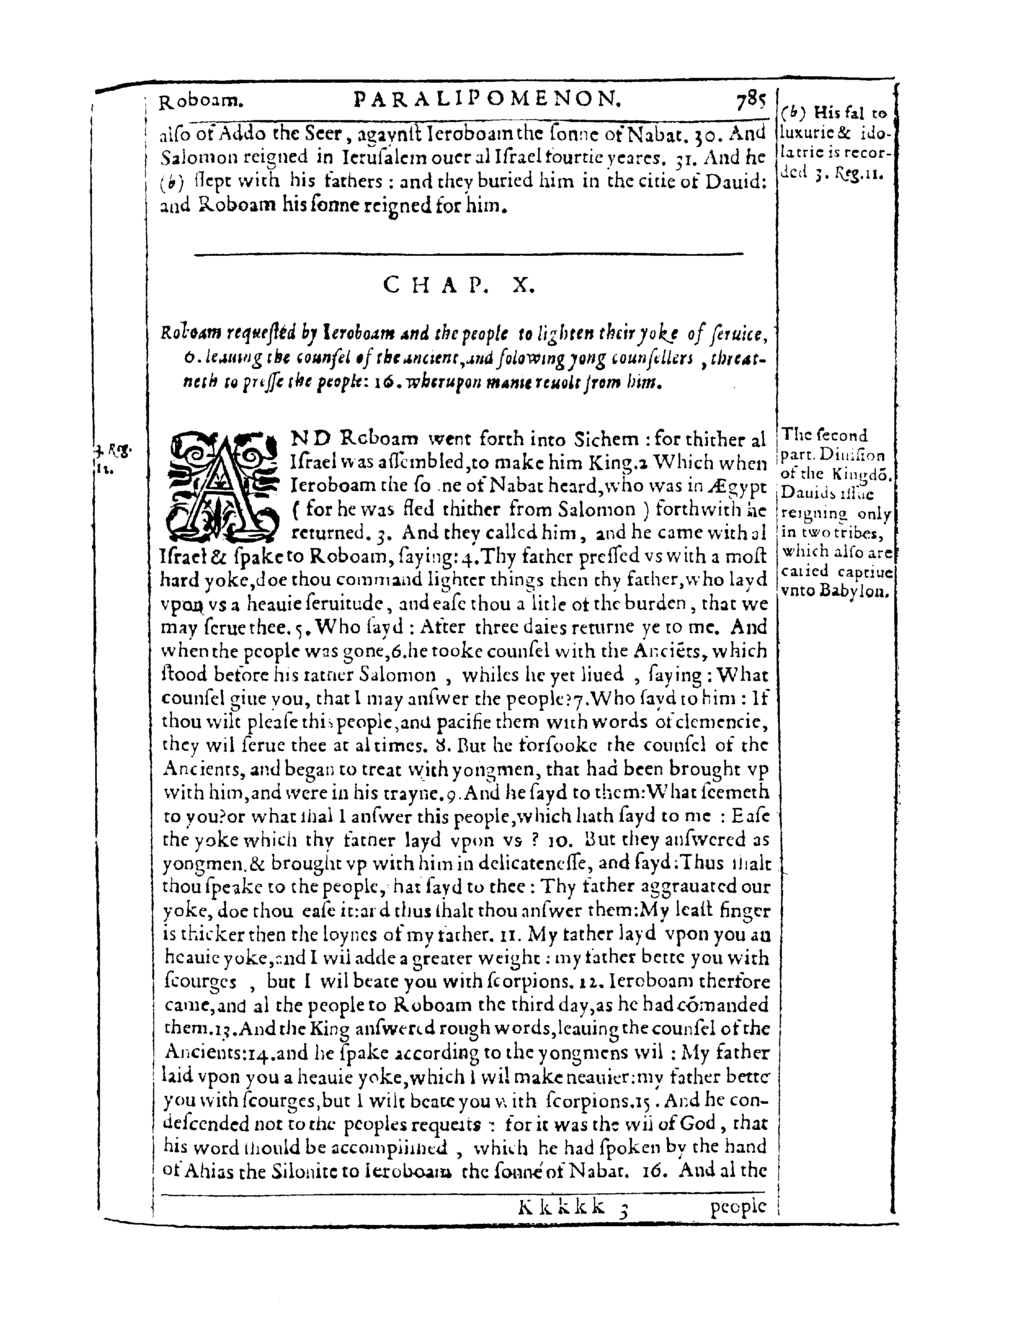 Roboam. PARALIPOMENON. 785
alſo of Addo the Seer, agaynſt Ieroboam the ſonne of Nabat. 30. And
Salomon reigned in Ieruſalem ouer al Iſrael fourtie yeares. 31. And he
(b) ſlept with his fathers : and they buried him in the citie of Dauid:
and Roboam his ſonne reigned for him.
(b) His fal to
luxurie & ido-
latrie is recor-
ded 3. Reg. 11.
CHAP. X.
Roboam requeſted by Ieroboam and the people to lighten their yoke of ſeruice,
6. leauing the counſel of the ancient, and folowing yong counſellers, threat-
neth to preſſe the people: 16. wherupon manie reuolt from him.
3. Reg.
12.
AND Roboam went forth into Sichem : for thither al
Iſrael was aſſembled, to make him King. 2 Which when
Ieroboam the ſonne of Nabat heard, who was in Ægypt
( for he was fled thither from Salomon ) forthwith he
returned. 3. And they called him, and he came with al
Iſrael & ſpake to Roboam, ſaying: 4. Thy father preſſed vs with a moſt
hard yoke, doe thou command lighter things then thy father, who layd
vpon vs a heauie ſeruitude, and eaſe thou a litle of the burden, that we
may ſerue thee. 5. Who ſayd : After three daies returne ye to me. And
when the people was gone, 6. he tooke counſel with the Anciẽts, which
ſtood before his father Salomon , whiles he yet liued , ſaying : What
counſel giue you, that I may anſwer the people? 7. Who ſayd to him : If
thou wilt pleaſe this people, and pacifie them with words of clemencie,
they wil ſerue thee at al times. 8. But he forſooke the counſel of the
Ancients, and began to treat with yongmen, that had been brought vp
with him, and were in his trayne. 9. And he ſayd to them: What ſeemeth
to you? or what ſhal I anſwer this people, which hath ſayd to me : Eaſe
the yoke which thy father layd vpon vs ? 10. But they anſwered as
yongmen, & brought vp with him in delicateneſſe, and ſayd: Thus ſhalt
thou ſpeake to the people, hat ſayd to thee : Thy father aggrauated our
yoke, doe thou eaſe it: and thus ſhalt thou anſwer them: My leaſt finger
is thicker then the loynes of my father. 11. My father layd vpon you an
heauie yoke, and I wil adde a greater weight : my father bette you with
ſcourges , but I wil beate you with ſcorpions. 12. Ieroboam therfore
came, and al the people to Roboam the third day, as he had cõmanded
them. 13. And the King anſwered rough words, leauing the counſel of the
Ancients: 14. and he ſpake according to the yongmens wil : My father
laid vpon you a heauie yoke, which I wil make heauier: my father bette
you with ſcourges, but I wilt beate you with ſcorpions. 15. And he con-
deſcended not to the peoples requeſts : for it was the wil of God , that
his word ſhould be accompliſhed , which he had ſpoken by the hand
of Ahias the Silonite to Ieroboam the ſonne of Nabat. 16. And al the
The ſecond
part. Diuiſion
of the Kingdõ,
Dauids iſſue
reigning only
in two tribes,
which alſo are
caried captiue
vnto Babylon.
Kkkkk 3 people